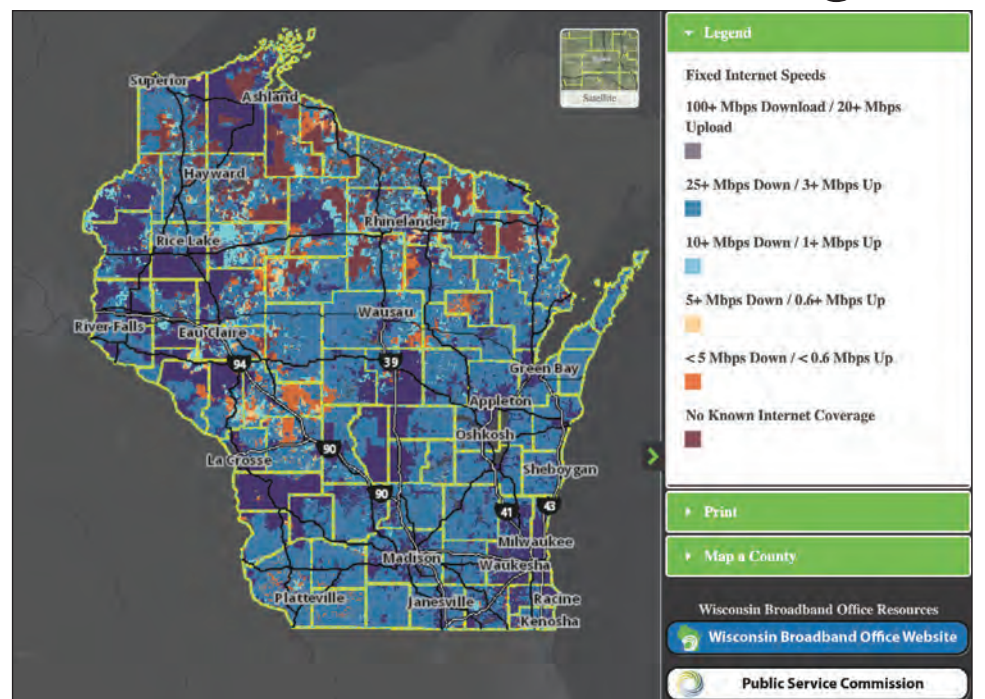 Legend
Fixed Internet Speeds
100+ Mbps Download / 20+ Mbps
Upload
25+ Mbps Down / 3+ Mbps Up
10+ Mbps Down / 1+ Mbps Up
5+ Mbps Down / 0.6+ Mbps Up
< 5 Mbps Down / < 0.6 Mbps Up
No Known Internet Coverage
Print
Map a County
Wisconsin Broadband Office Resources
Wisconsin Broadband Office Website
Public Service Commission
Satellite
Superior
Ashland
Hayward
Rhinelander
Rice Lake
Wausau
River Falls
Eau Claire
94
39
Green Bay
Appleton
Oshkosh
90
La Crosse
Sheboygan
90
41
43
Milwaukee
Madison
Waukesha
Platteville
Janesville
Racine
Kenosha